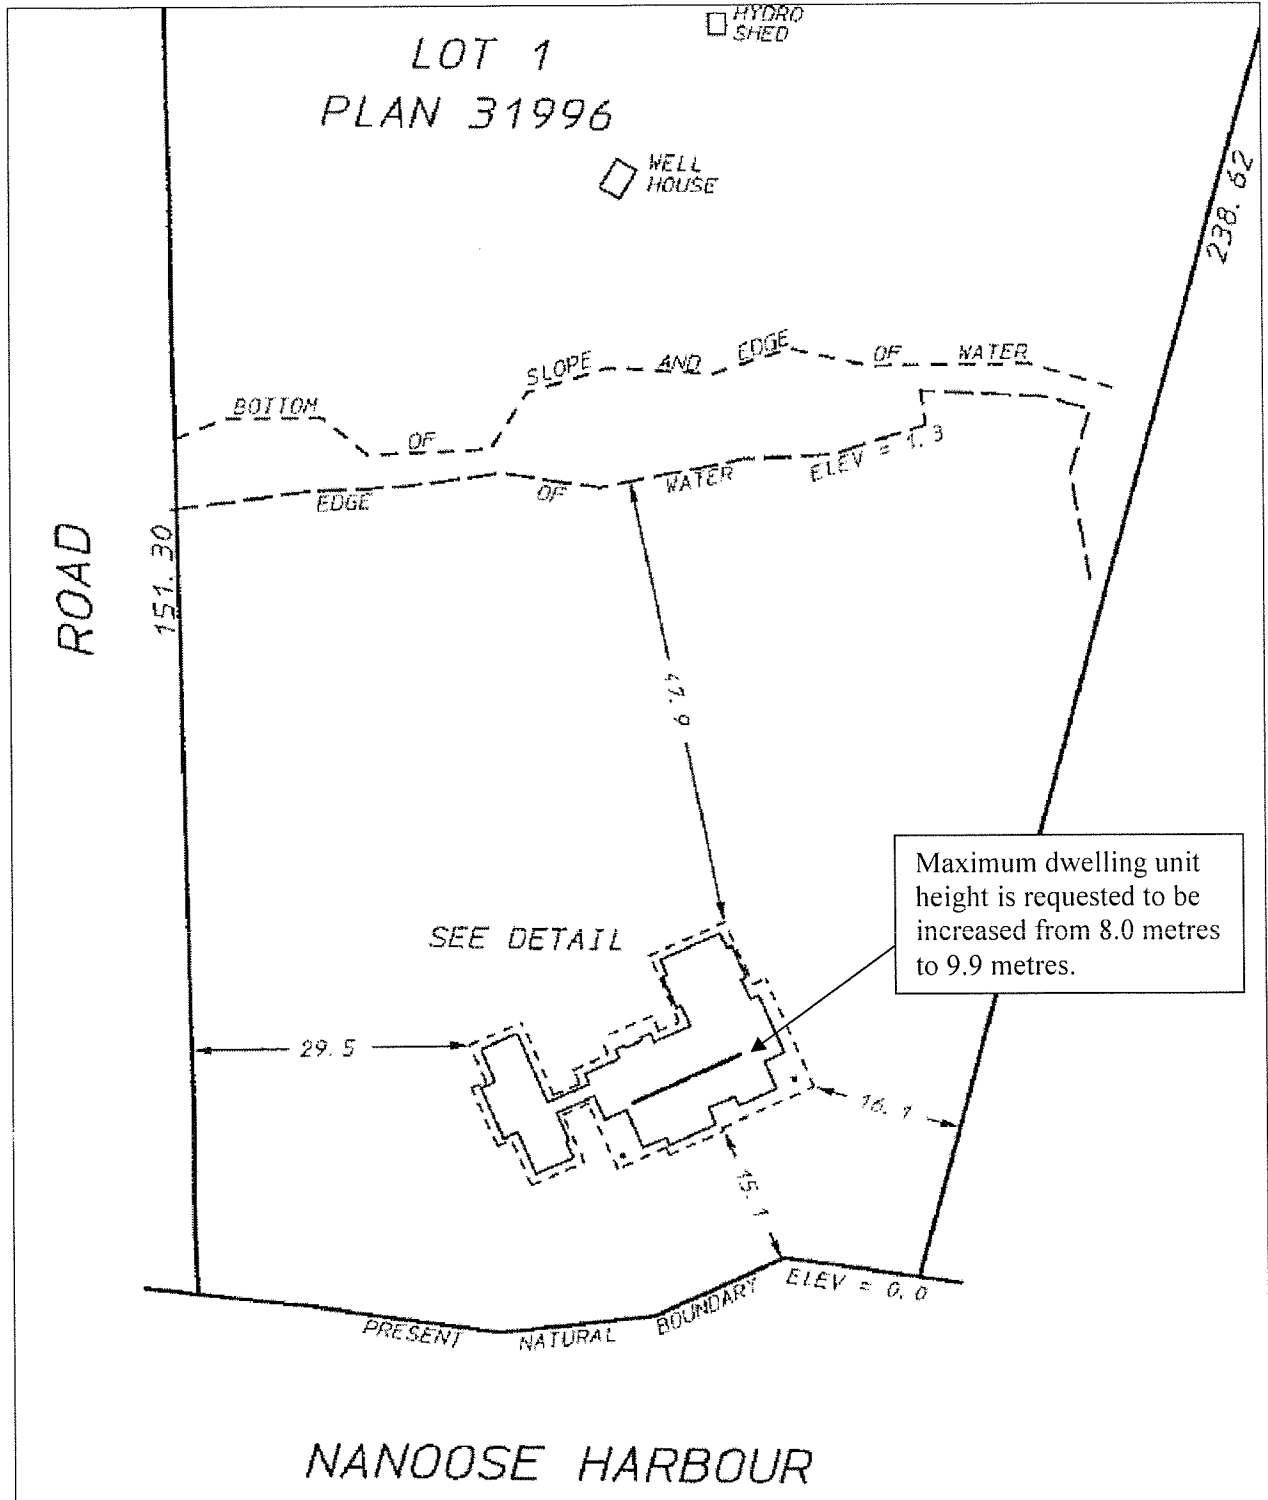 HYDRO
SHED
LOT 1
PLAN 31996
WELL
HOUSE
238.62
BOTTOM OF SLOPE AND EDGE OF WATER
EDGE OF WATER ELEV = 1.3
ROAD
151.30
47.9
Maximum dwelling unit
height is requested to be
increased from 8.0 metres
to 9.9 metres.
SEE DETAIL
29.5
16.1
15.1
PRESENT NATURAL BOUNDARY ELEV = 0.0
NANOOSE HARBOUR